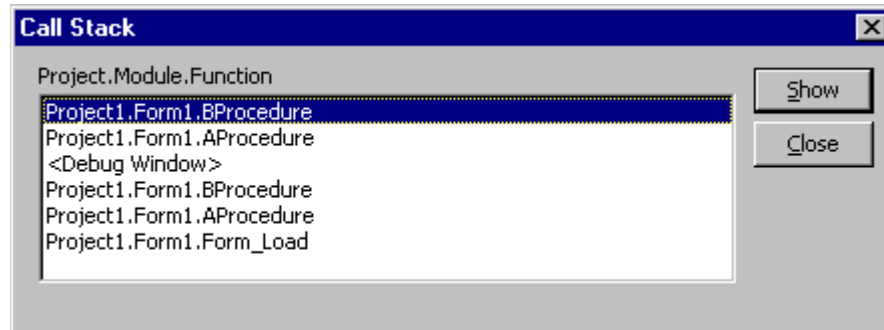 Call Stack
Project.Module.Function
Project1.Form1.BProcedure
Project1.Form1.AProcedure
<Debug Window>
Project1.Form1.BProcedure
Project1.Form1.AProcedure
Project1.Form1.Form_Load
Show
Close